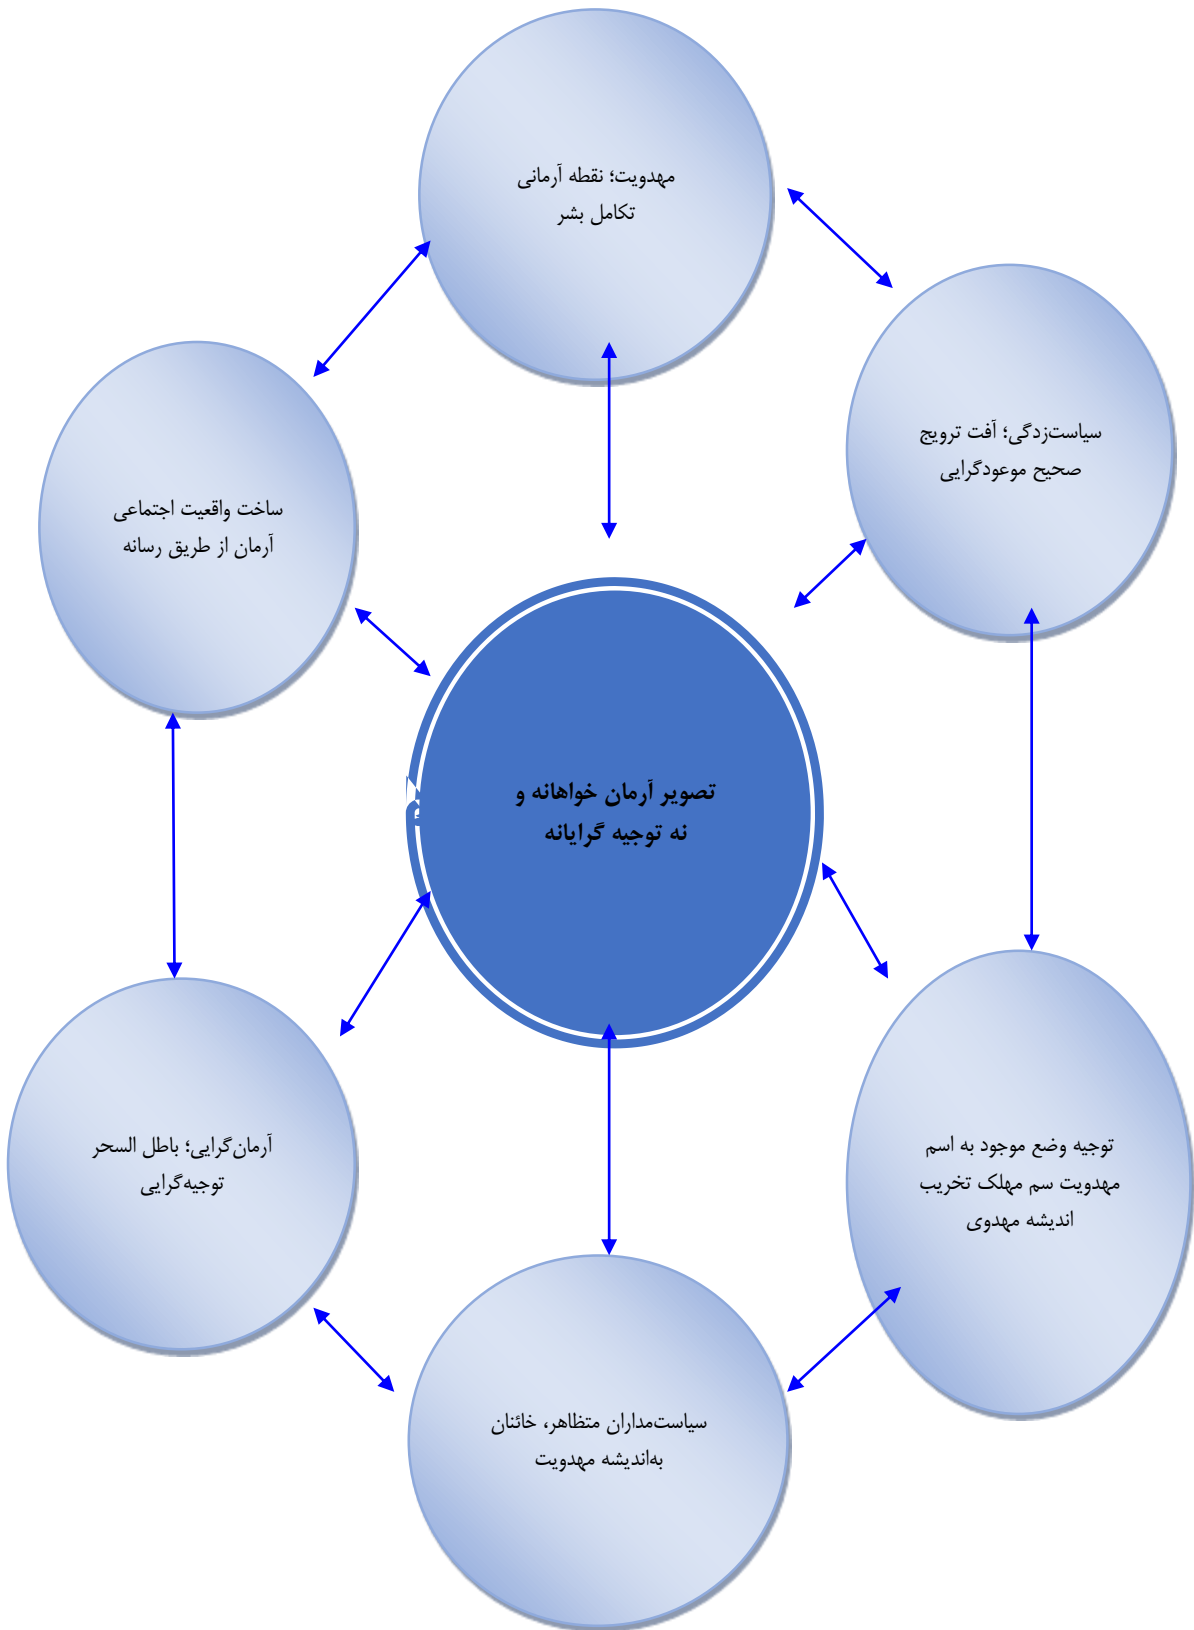 مهدویت؛ نقطه آرمانی
تکامل بشر
سیاست‌زدگی؛ آفت ترویج
صحیح موعودگرایی
ساخت واقعیت اجتماعی
آرمان از طریق رسانه
تصویر آرمان خواهانه و
نه توجیه گرایانه
توجیه وضع موجود به اسم
مهدویت سم مهلک تخریب
اندیشه مهدوی
آرمان‌گرایی؛ باطل السحر
توجیه‌گرایی
سیاست‌مداران متظاهر، خائنان
به‌اندیشه مهدویت